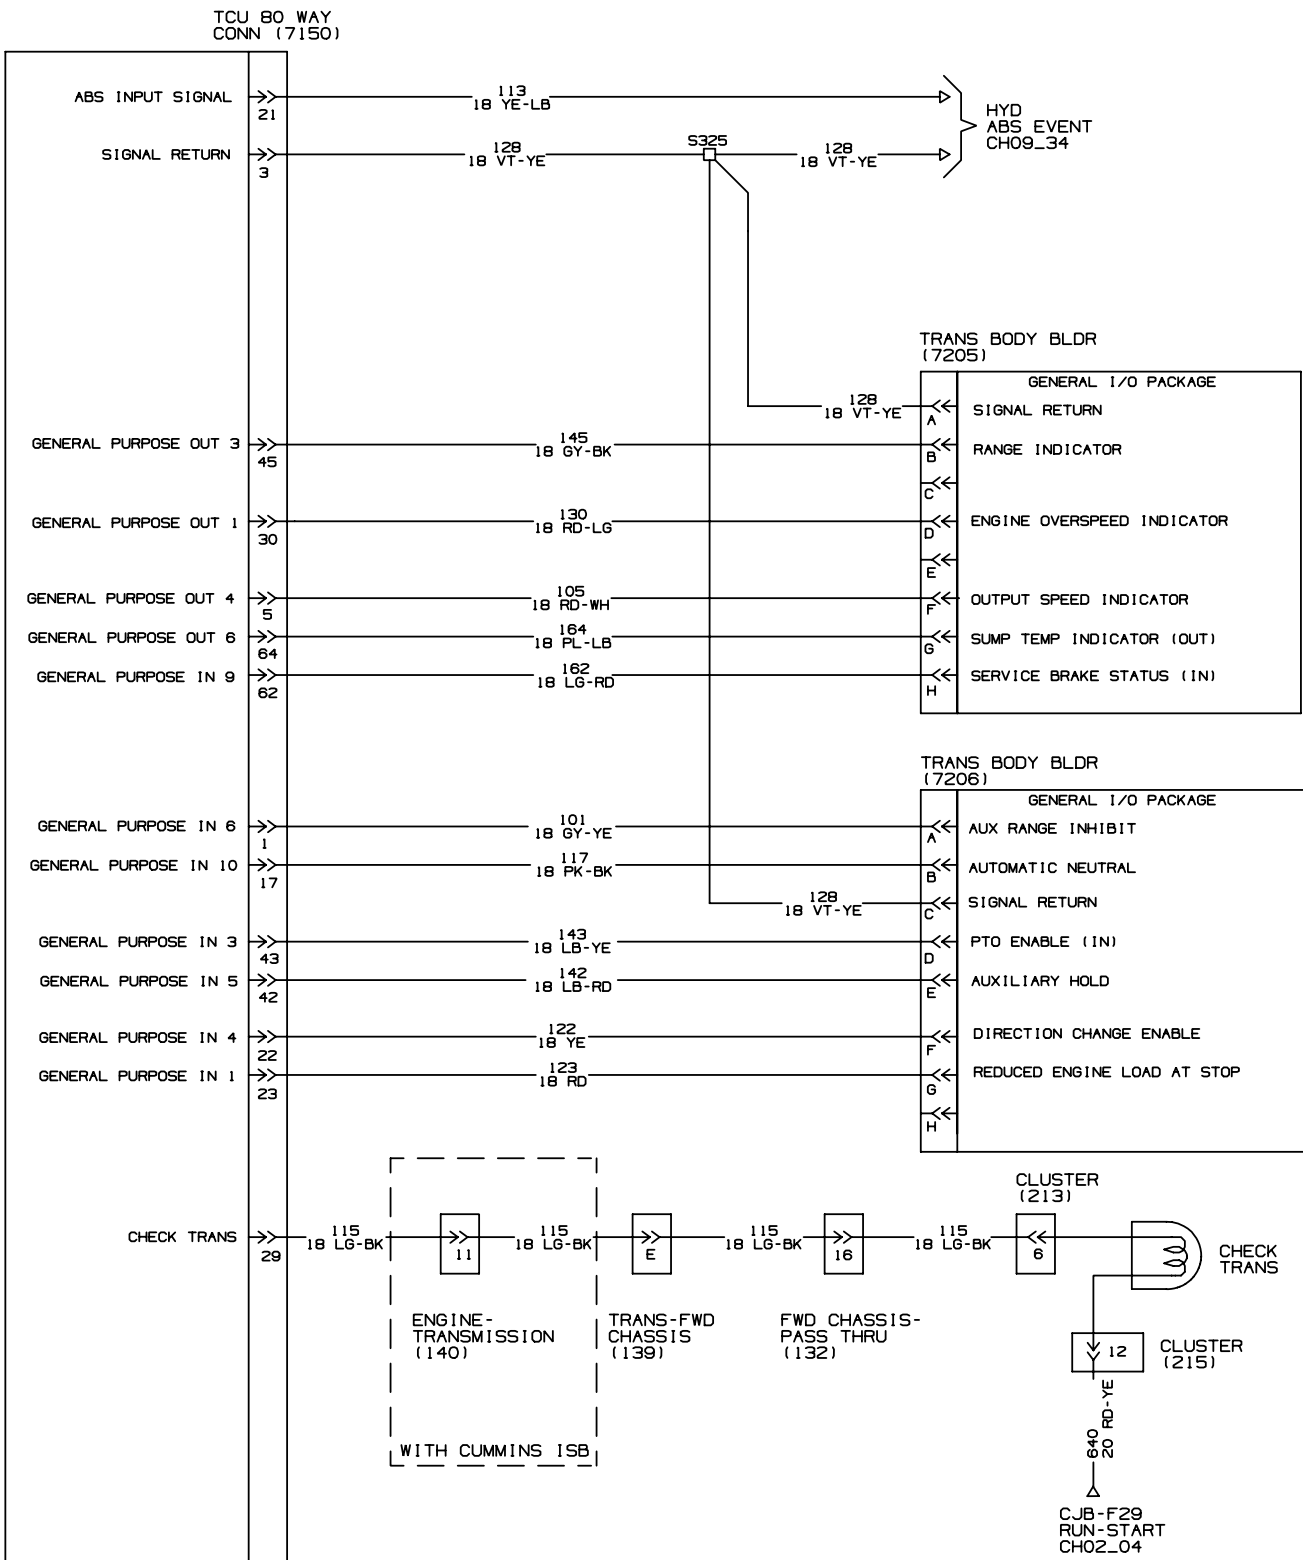 TCU 80 WAY
CONN (7150)
ABS INPUT SIGNAL
21
113
18 YE-LB
HYD
ABS EVENT
CH09_34
SIGNAL RETURN
3
128
18 VT-YE
S325
128
18 VT-YE
TRANS BODY BLDR
(7205)
GENERAL I/O PACKAGE
128
18 VT-YE
A
SIGNAL RETURN
GENERAL PURPOSE OUT 3
45
145
18 GY-BK
B
RANGE INDICATOR
C
GENERAL PURPOSE OUT 1
30
130
18 RD-LG
D
ENGINE OVERSPEED INDICATOR
E
GENERAL PURPOSE OUT 4
5
105
18 RD-WH
F
OUTPUT SPEED INDICATOR
GENERAL PURPOSE OUT 6
64
164
18 PL-LB
G
SUMP TEMP INDICATOR (OUT)
GENERAL PURPOSE IN 9
62
162
18 LG-RD
H
SERVICE BRAKE STATUS (IN)
TRANS BODY BLDR
(7206)
GENERAL I/O PACKAGE
GENERAL PURPOSE IN 6
1
101
18 GY-YE
A
AUX RANGE INHIBIT
GENERAL PURPOSE IN 10
17
117
18 PK-BK
B
AUTOMATIC NEUTRAL
128
18 VT-YE
C
SIGNAL RETURN
GENERAL PURPOSE IN 3
43
143
18 LB-YE
D
PTO ENABLE (IN)
GENERAL PURPOSE IN 5
42
142
18 LB-RD
E
AUXILIARY HOLD
GENERAL PURPOSE IN 4
22
122
18 YE
F
DIRECTION CHANGE ENABLE
GENERAL PURPOSE IN 1
23
123
18 RD
G
REDUCED ENGINE LOAD AT STOP
H
CLUSTER
(213)
CHECK TRANS
29
115
18 LG-BK
11
115
18 LG-BK
E
115
18 LG-BK
16
115
18 LG-BK
6
CHECK
TRANS
ENGINE-
TRANSMISSION
(140)
TRANS-FWD
CHASSIS
(139)
FWD CHASSIS-
PASS THRU
(132)
12
CLUSTER
(215)
WITH CUMMINS ISB
640
20 RD-YE
CJB-F29
RUN-START
CH02_04